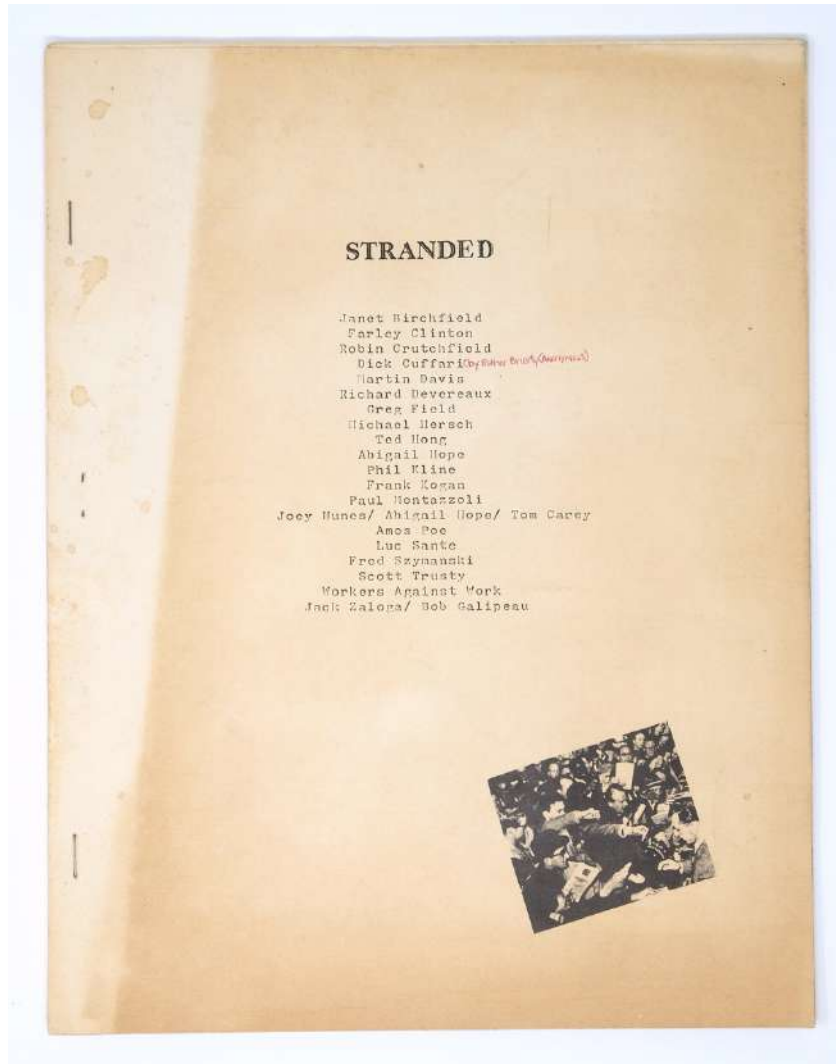 STRANDED
Janet Birchfield
Farley Clinton
Robin Crutchfield
Dick Cuffari (by
Martin Davis
Richard Devereaux
Greg Field
Michael Hersch
Ted Hong
Abigail Hope
Phil Kline
Frank Kogan
Paul Montazzoli
Joey Nunes/ Abigail Hope/ Tom Carey
Amos Poe
Luc Sante
Fred Szymanski
Scott Trusty
Workers Against Work
Jack Zaloga/ Bob Galipeau